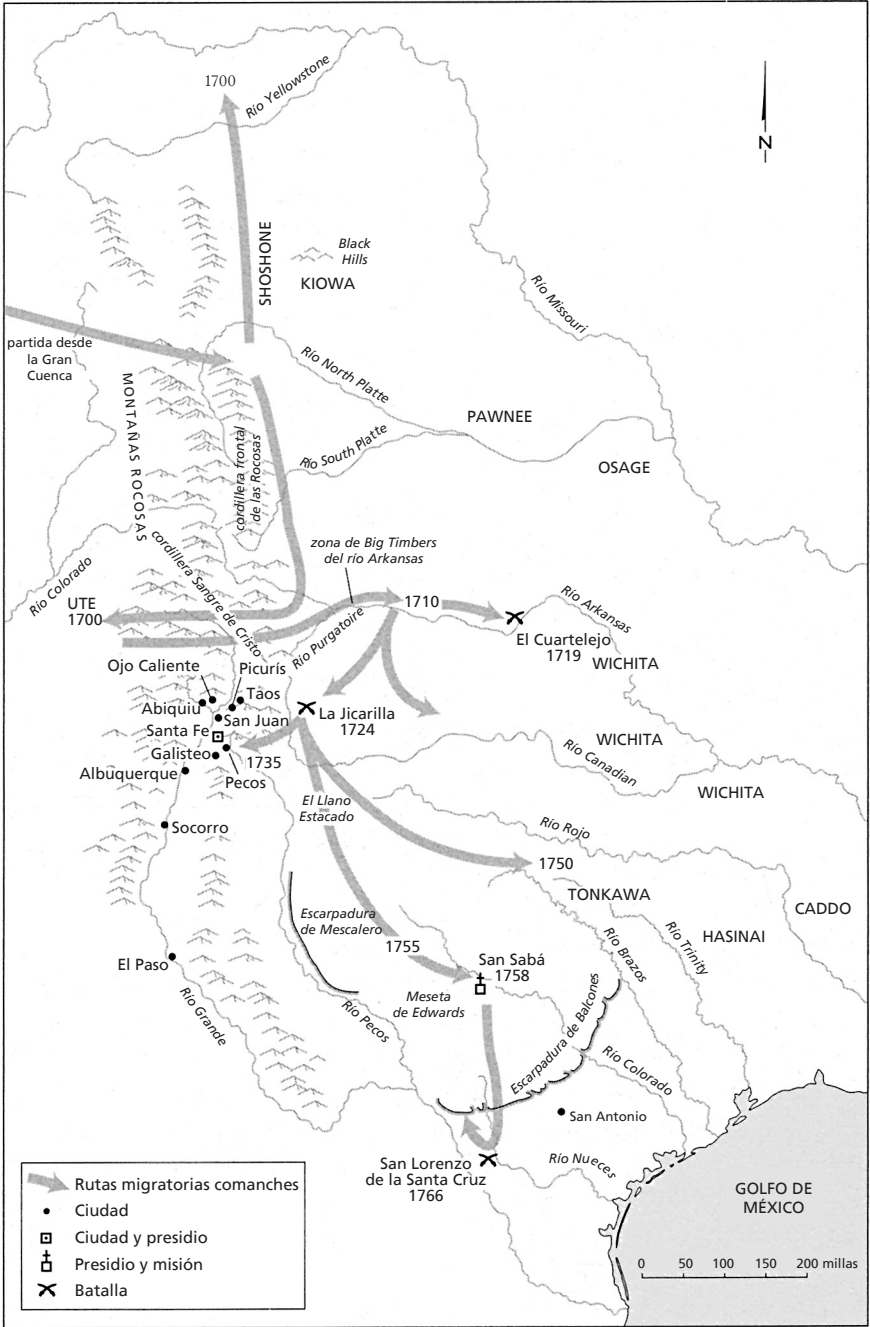 1700
Río Yellowstone
N
SHOSHONE
Black
Hills
KIOWA
Río Missouri
partida desde
la Gran
Cuenca
Río North Platte
MONTAÑAS ROCOSAS
PAWNEE
cordillera frontal
de las Rocosas
Río South Platte
OSAGE
cordillera Sangre de Cristo
zona de Big Timbers
del río Arkansas
Río Colorado
UTE
1700
1710
Río Arkansas
Río Purgatoire
El Cuartelejo
1719
WICHITA
Ojo Caliente
Picurís
Taos
Abiquiu
San Juan
La Jicarilla
1724
Santa Fe
Galisteo
1735
Pecos
Albuquerque
WICHITA
Río Canadian
WICHITA
El Llano
Estacado
Socorro
Río Rojo
1750
TONKAWA
CADDO
Escarpadura
de Mescalero
HASINAI
Río Trinity
Río Brazos
1755
San Sabá
1758
El Paso
Río Grande
Río Pecos
Meseta
de Edwards
Escarpadura de Balcones
Río Colorado
San Antonio
San Lorenzo
de la Santa Cruz
1766
Río Nueces
GOLFO DE
MÉXICO
Rutas migratorias comanches
Ciudad
Ciudad y presidio
Presidio y misión
Batalla
0 50 100 150 200 millas